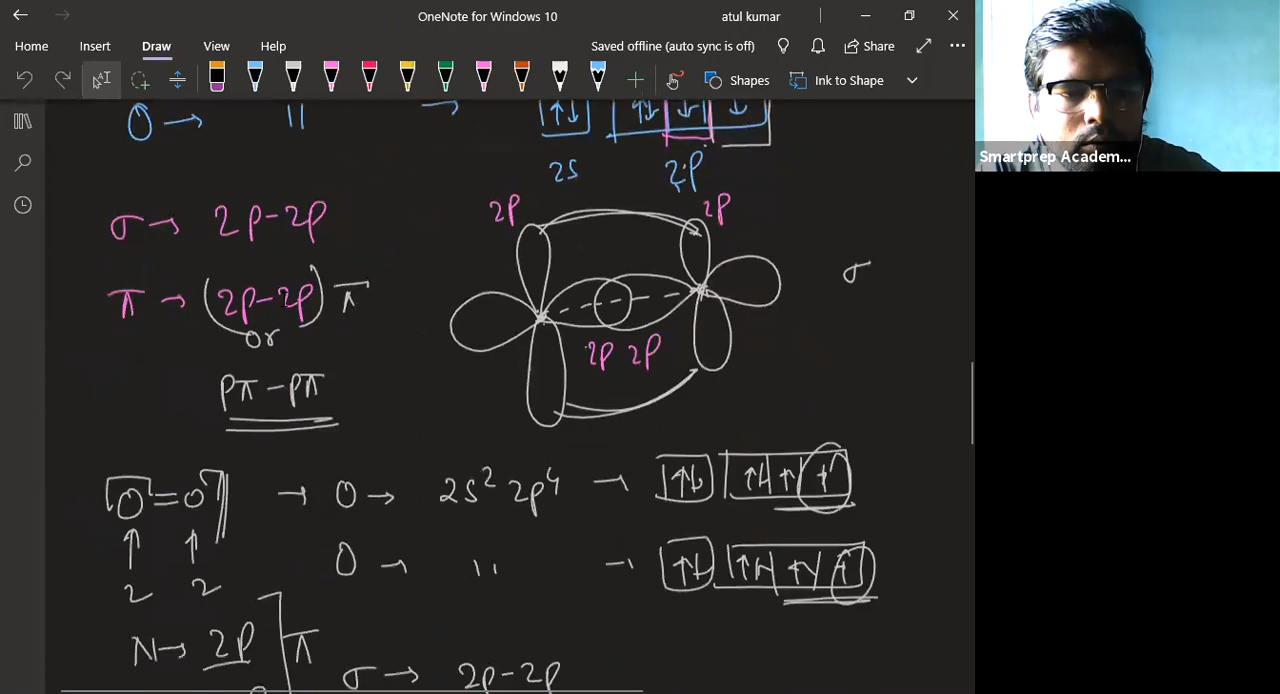 OneNote for Windows 10
atul kumar
Home Insert Draw View Help
Saved offline (auto sync is off)
Share
Shapes
Ink to Shape
Smartprep Academ...
O → 11 →
2s 2p
σ → 2p-2p
2p 2p
σ
π → (2p-2p) π
or
2p 2p
pπ-pπ
O=O → O → 2s² 2p⁴ →
O → 11 →
2 2
N → 2p π
σ → 2p-2p